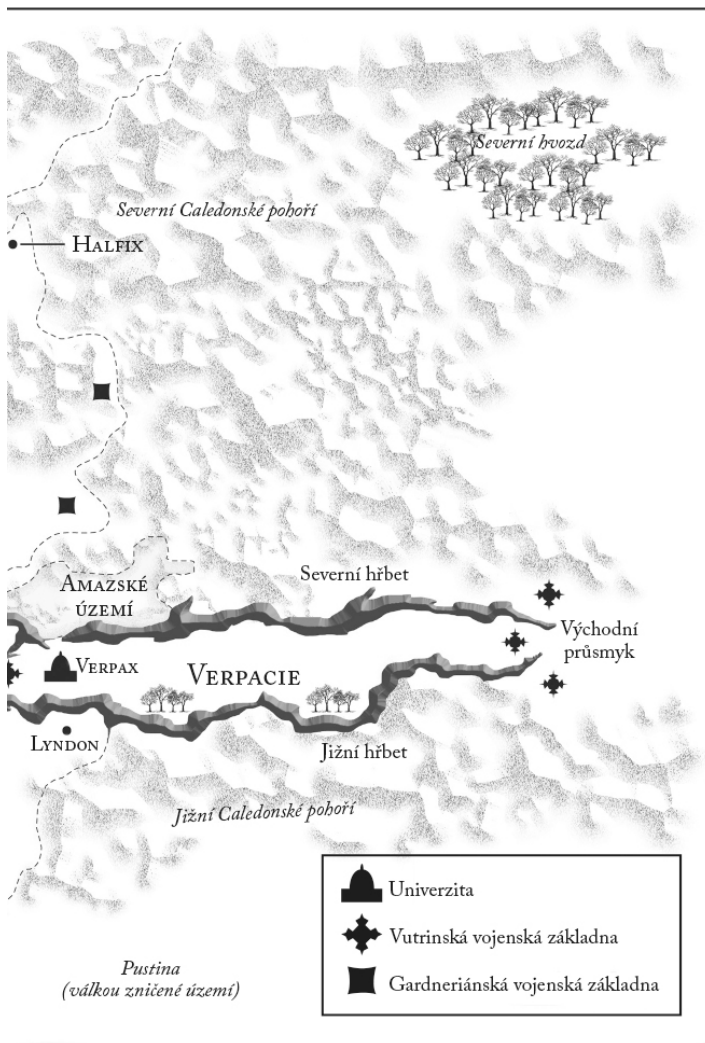 Severní hvozd
Severní Caledonské pohoří
HALFIX
AMAZSKÉ
ÚZEMÍ
Severní hřbet
Východní
průsmyk
VERPAX
VERPACIE
LYNDON
Jižní hřbet
Jižní Caledonské pohoří
Univerzita
Vutrinská vojenská základna
Gardneriánská vojenská základna
Pustina
(válkou zničené území)